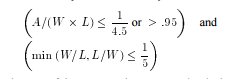 (A/(W × L) ≤ 1/4.5 or > .95) and
(min (W/L, L/W) ≤ 1/5)